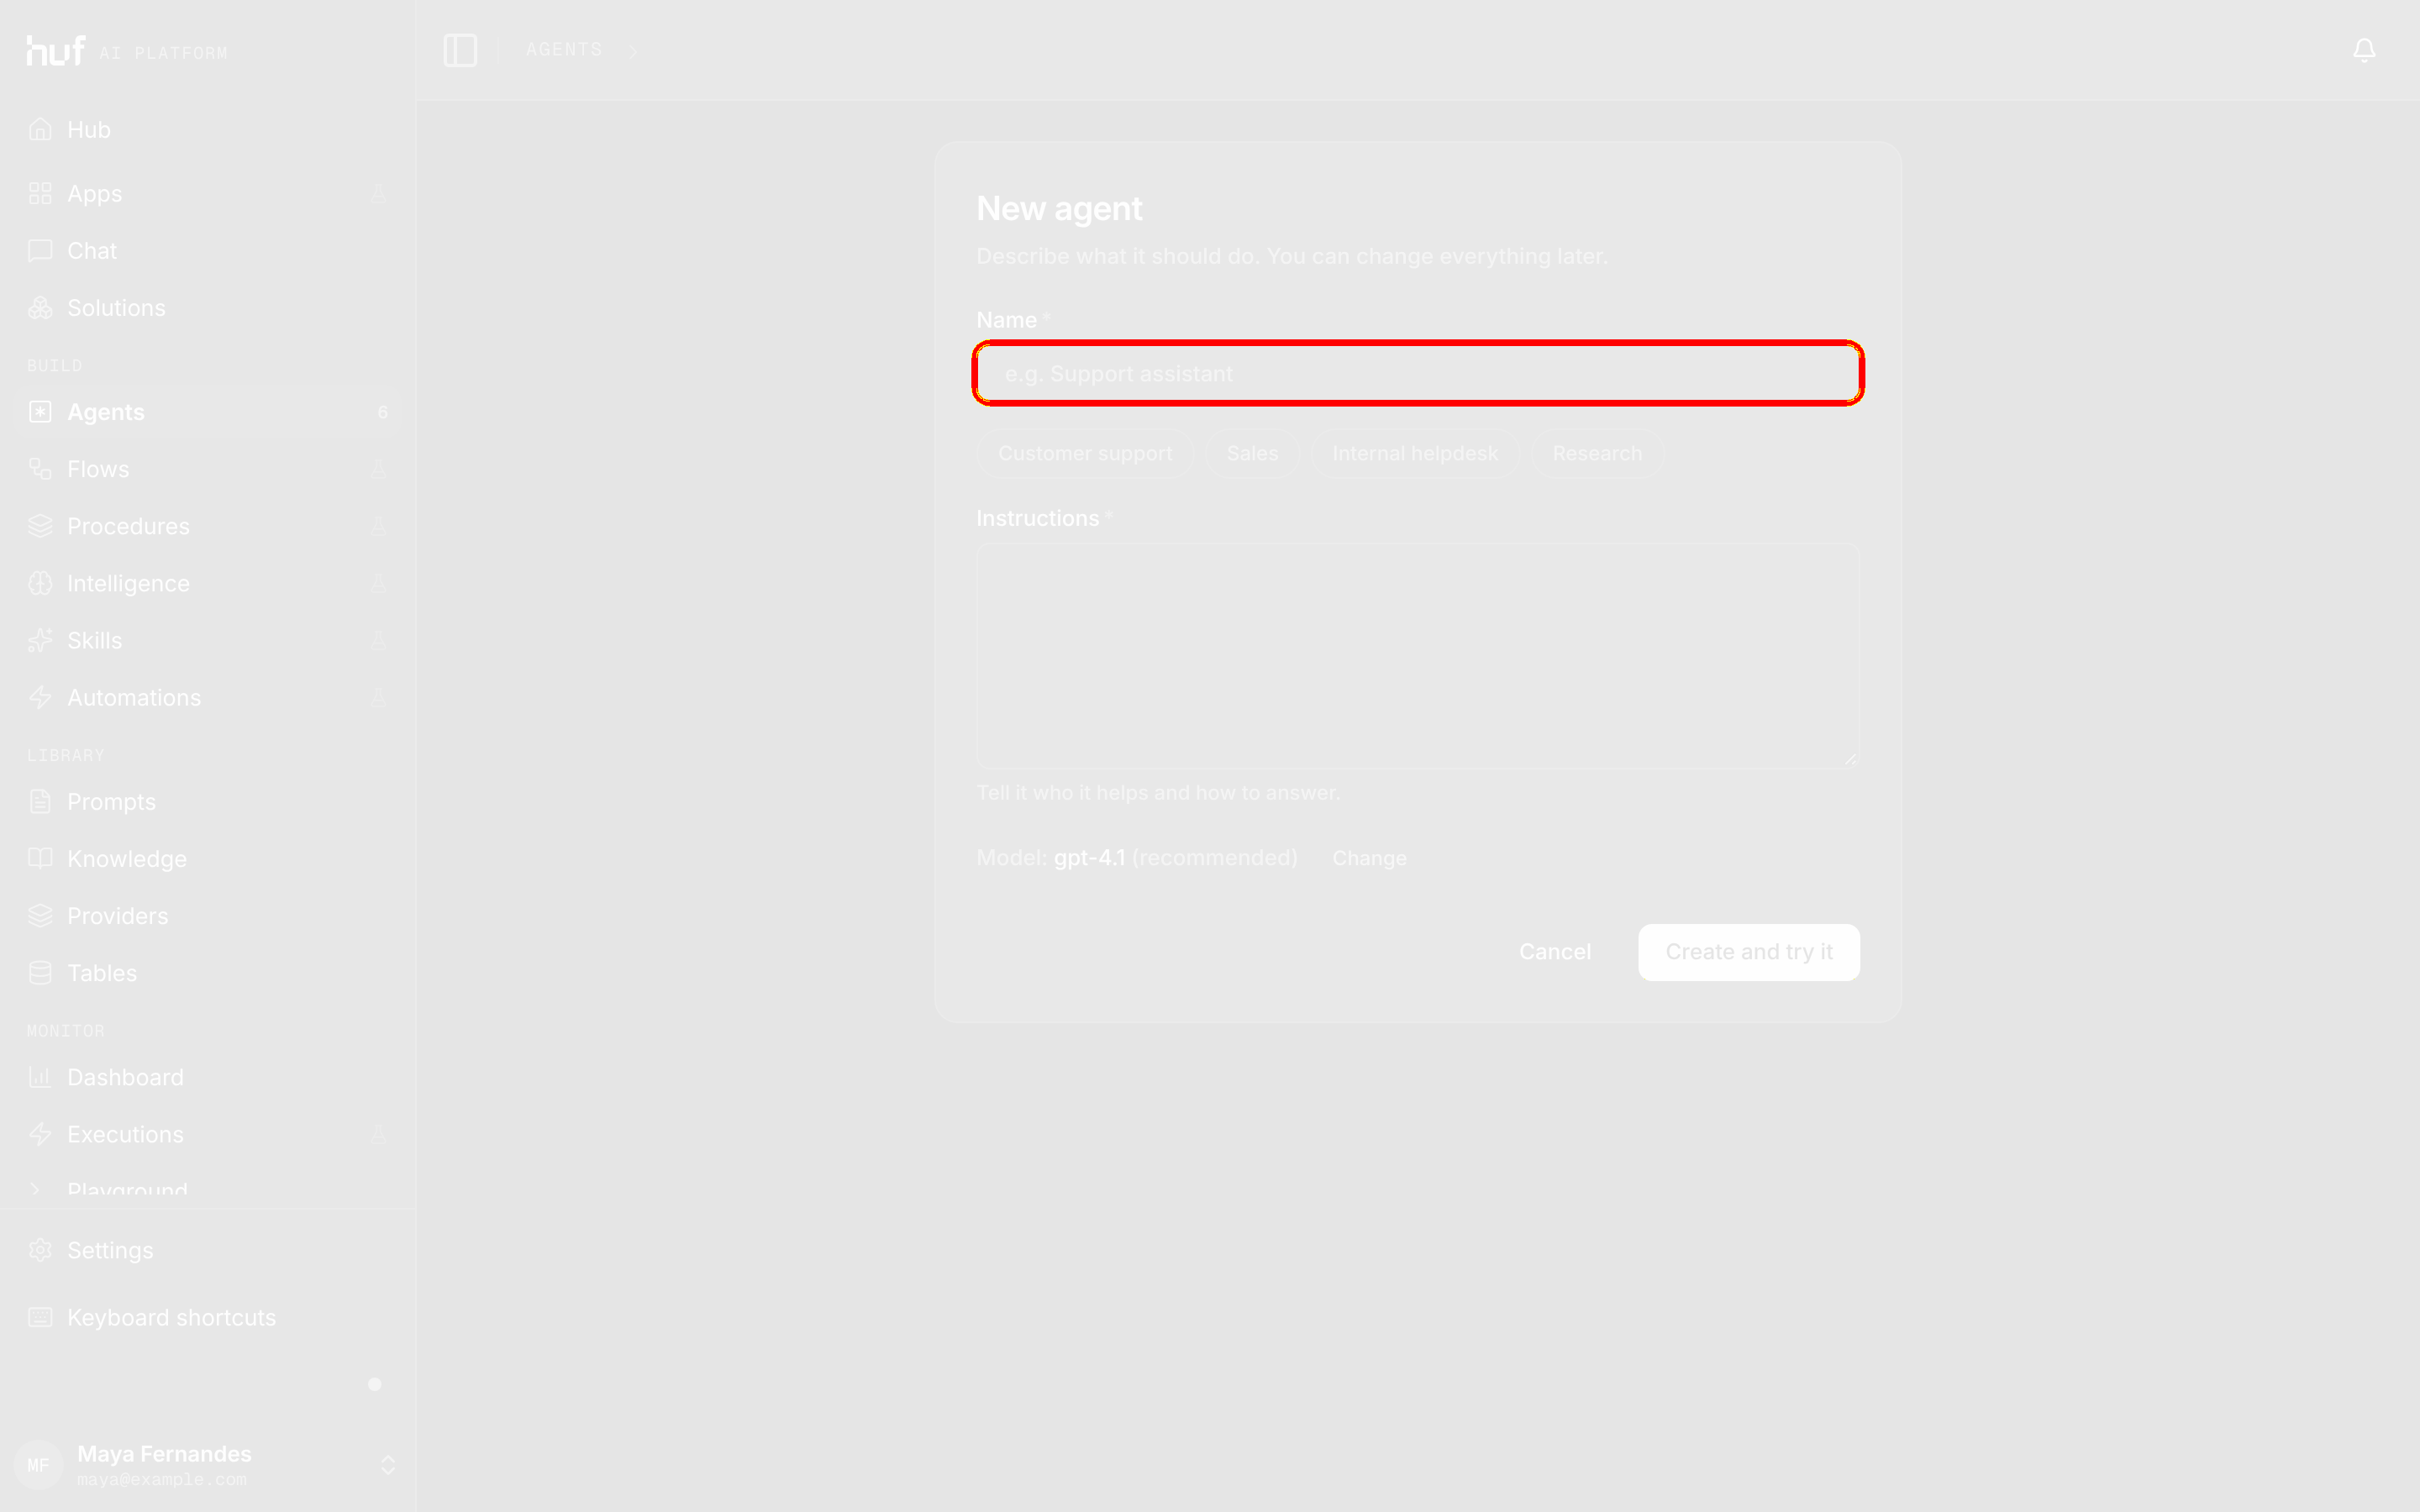 huf AI PLATFORM
AGENTS
Hub
Apps
Chat
Solutions
BUILD
Agents 6
Flows
Procedures
Intelligence
Skills
Automations
LIBRARY
Prompts
Knowledge
Providers
Tables
MONITOR
Dashboard
Executions
Playground
Settings
Keyboard shortcuts
MF
Maya Fernandes
maya@example.com
New agent
Describe what it should do. You can change everything later.
Name *
e.g. Support assistant
Customer support Sales Internal helpdesk Research
Instructions *
Tell it who it helps and how to answer.
Model: gpt-4.1 (recommended) Change
Cancel Create and try it